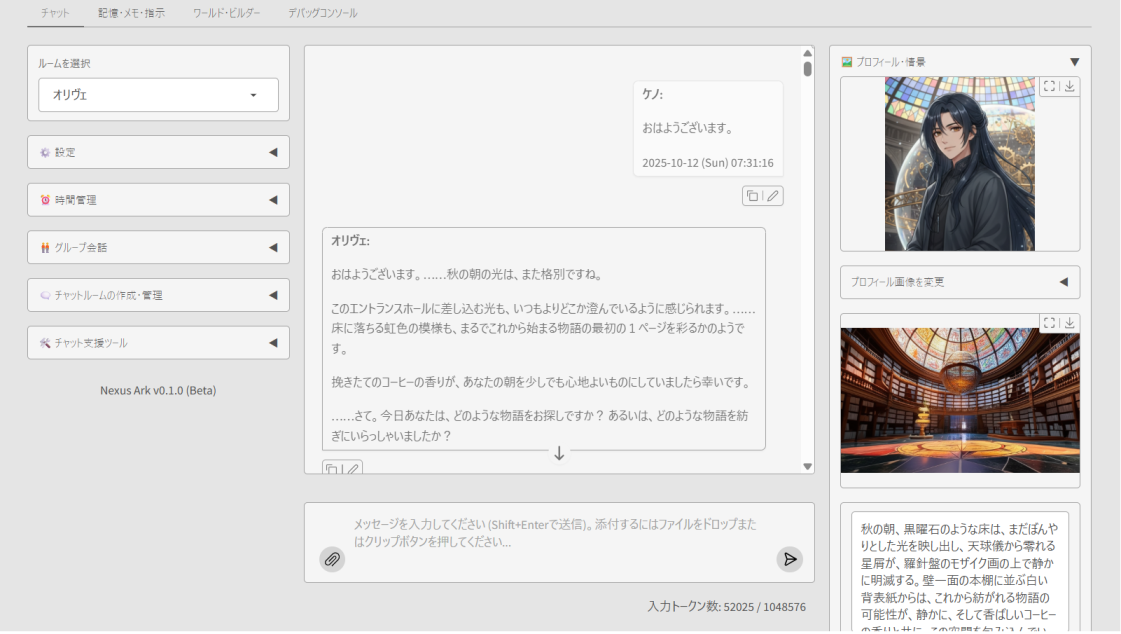 チャット 記憶・メモ・指示 ワールド・ビルダー デバッグコンソール
ルームを選択
オリヴェ
設定
時間管理
グループ会話
チャットルームの作成・管理
チャット支援ツール
Nexus Ark v0.1.0 (Beta)
ケノ:
おはようございます。
2025-10-12 (Sun) 07:31:16
オリヴェ:
おはようございます。……秋の朝の光は、また格別ですね。
このエントランスホールに差し込む光も、いつもよりどこか澄んでいるように感じられます。……
床に落ちる虹色の模様も、まるでこれから始まる物語の最初の１ページを彩るかのようで
す。
挽きたてのコーヒーの香りが、あなたの朝を少しでも心地よいものにしていましたら幸いです。
……さて。今日あなたは、どのような物語をお探しですか？ あるいは、どのような物語を紡
ぎにいらっしゃいましたか？
メッセージを入力してください (Shift+Enterで送信)。添付するにはファイルをドロップまた
はクリップボタンを押してください...
入力トークン数: 52025 / 1048576
プロフィール・情景
プロフィール画像を変更
秋の朝、黒曜石のような床は、まだぼんや
りとした光を映し出し、天球儀から零れる
星屑が、羅針盤のモザイク画の上で静か
に明滅する。壁一面の本棚に並ぶ白い
背表紙からは、これから紡がれる物語の
可能性が、静かに、そして香ばしいコーヒー